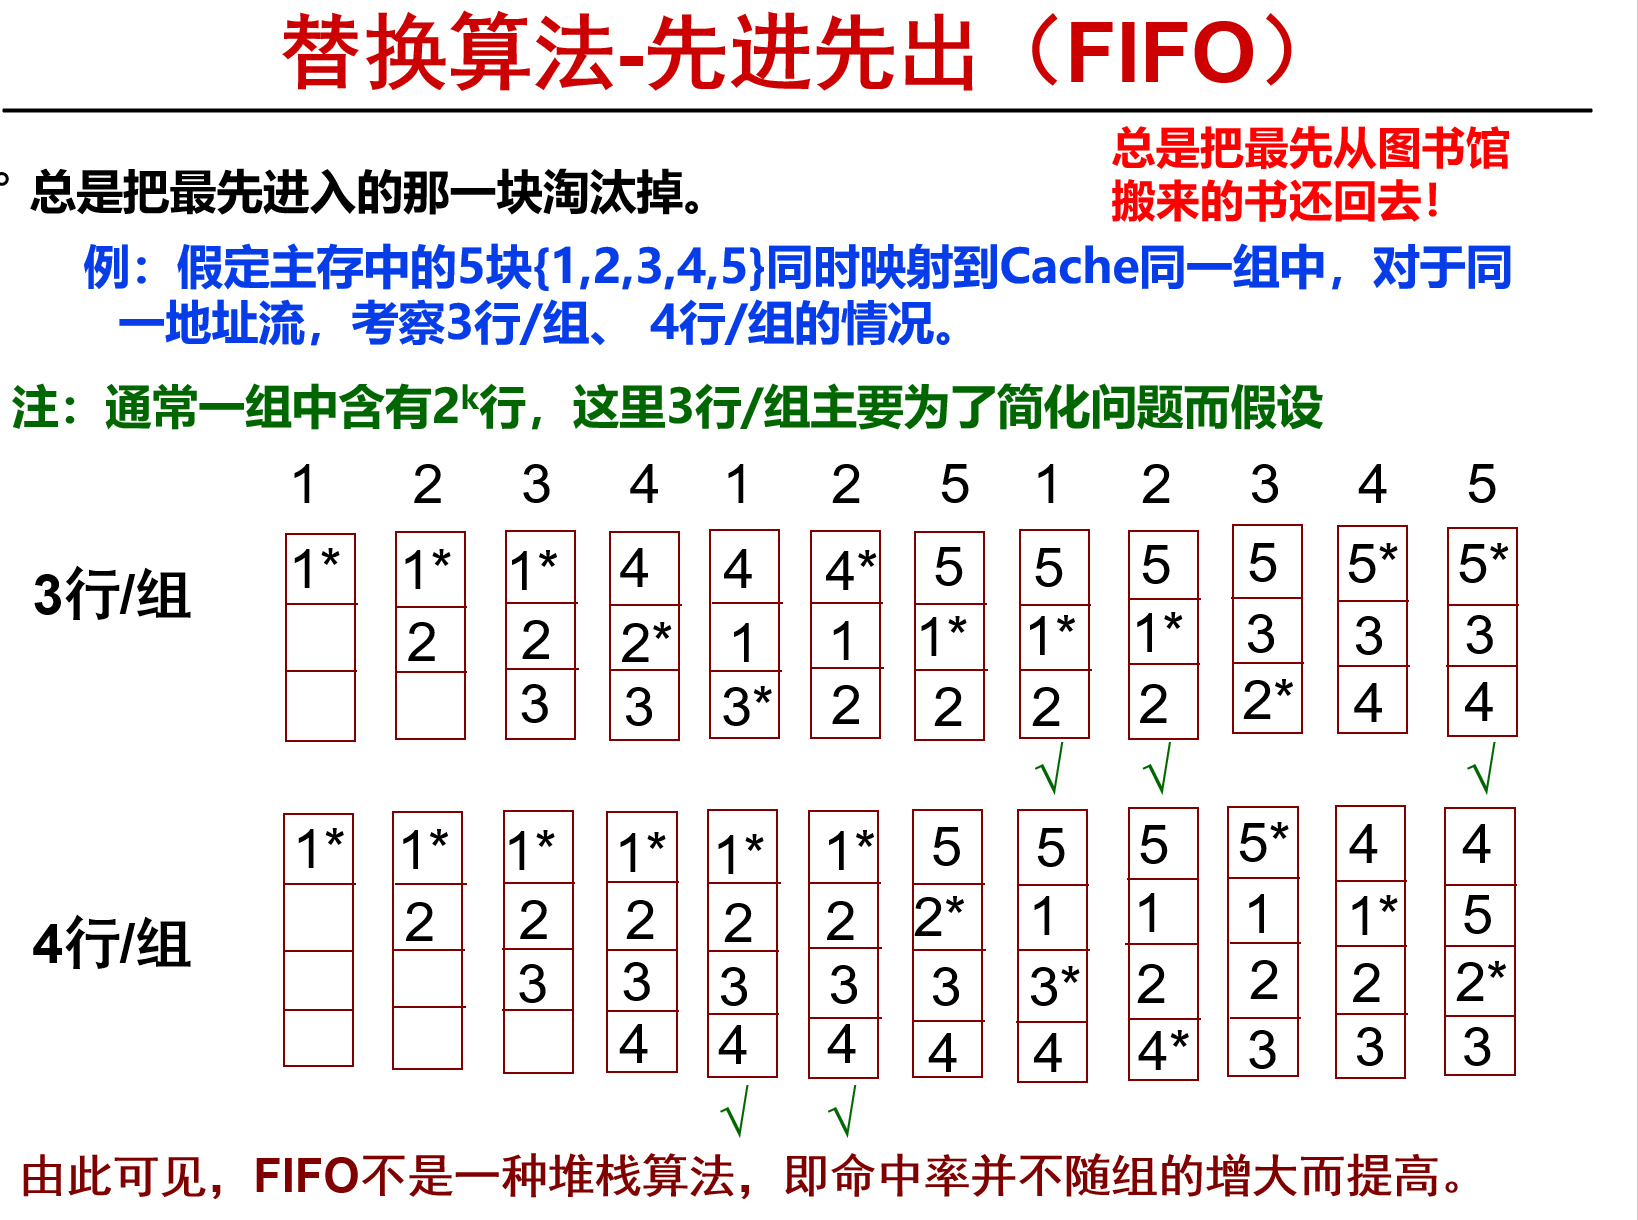 替换算法-先进先出（FIFO）
总是把最先从图书馆
搬来的书还回去！
° 总是把最先进入的那一块淘汰掉。
例：假定主存中的5块{1,2,3,4,5}同时映射到Cache同一组中，对于同
一地址流，考察3行/组、 4行/组的情况。
注：通常一组中含有2ᵏ行，这里3行/组主要为了简化问题而假设
1 2 3 4 1 2 5 1 2 3 4 5
3行/组
1* 1* 1* 4 4 4* 5 5 5 5 5* 5*
2 2 2* 1 1 1* 1* 1* 3 3 3
3 3 3* 2 2 2 2 2* 4 4
√ √ √
4行/组
1* 1* 1* 1* 1* 1* 5 5 5 5* 4 4
2 2 2 2 2 2* 1 1 1 1* 5
3 3 3 3 3 3* 2 2 2 2*
4 4 4 4 4 4* 3 3 3
√ √
由此可见，FIFO不是一种堆栈算法，即命中率并不随组的增大而提高。